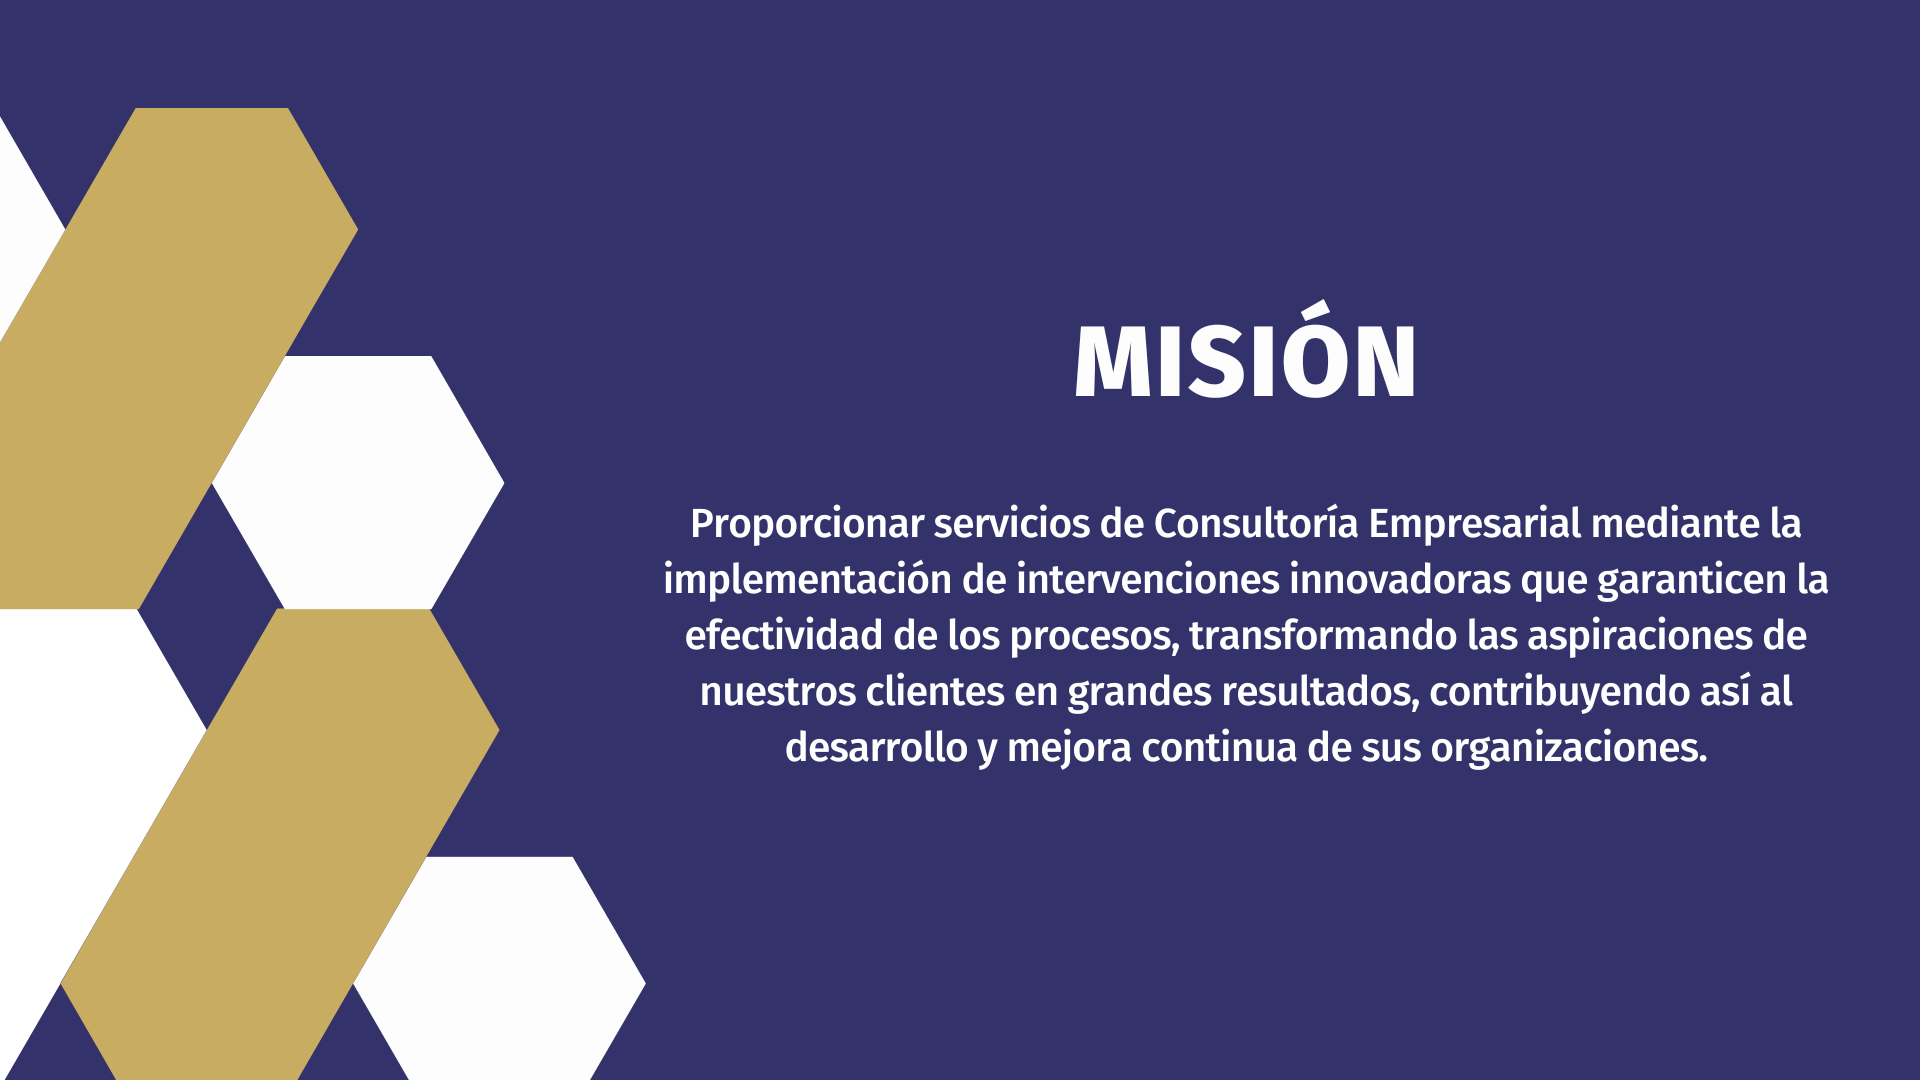 MISIÓN
Proporcionar servicios de Consultoría Empresarial mediante la
implementación de intervenciones innovadoras que garanticen la
efectividad de los procesos, transformando las aspiraciones de
nuestros clientes en grandes resultados, contribuyendo así al
desarrollo y mejora continua de sus organizaciones.